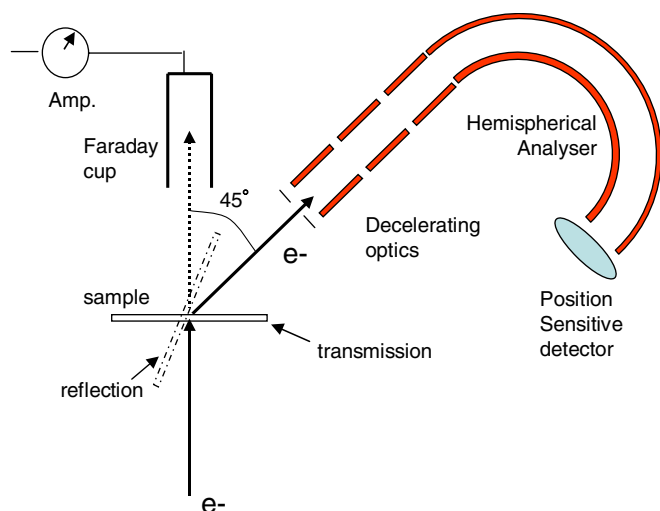 Amp.
Faraday
cup
45°
Hemispherical
Analyser
Decelerating
optics
e-
sample
Position
Sensitive
detector
transmission
reflection
e-